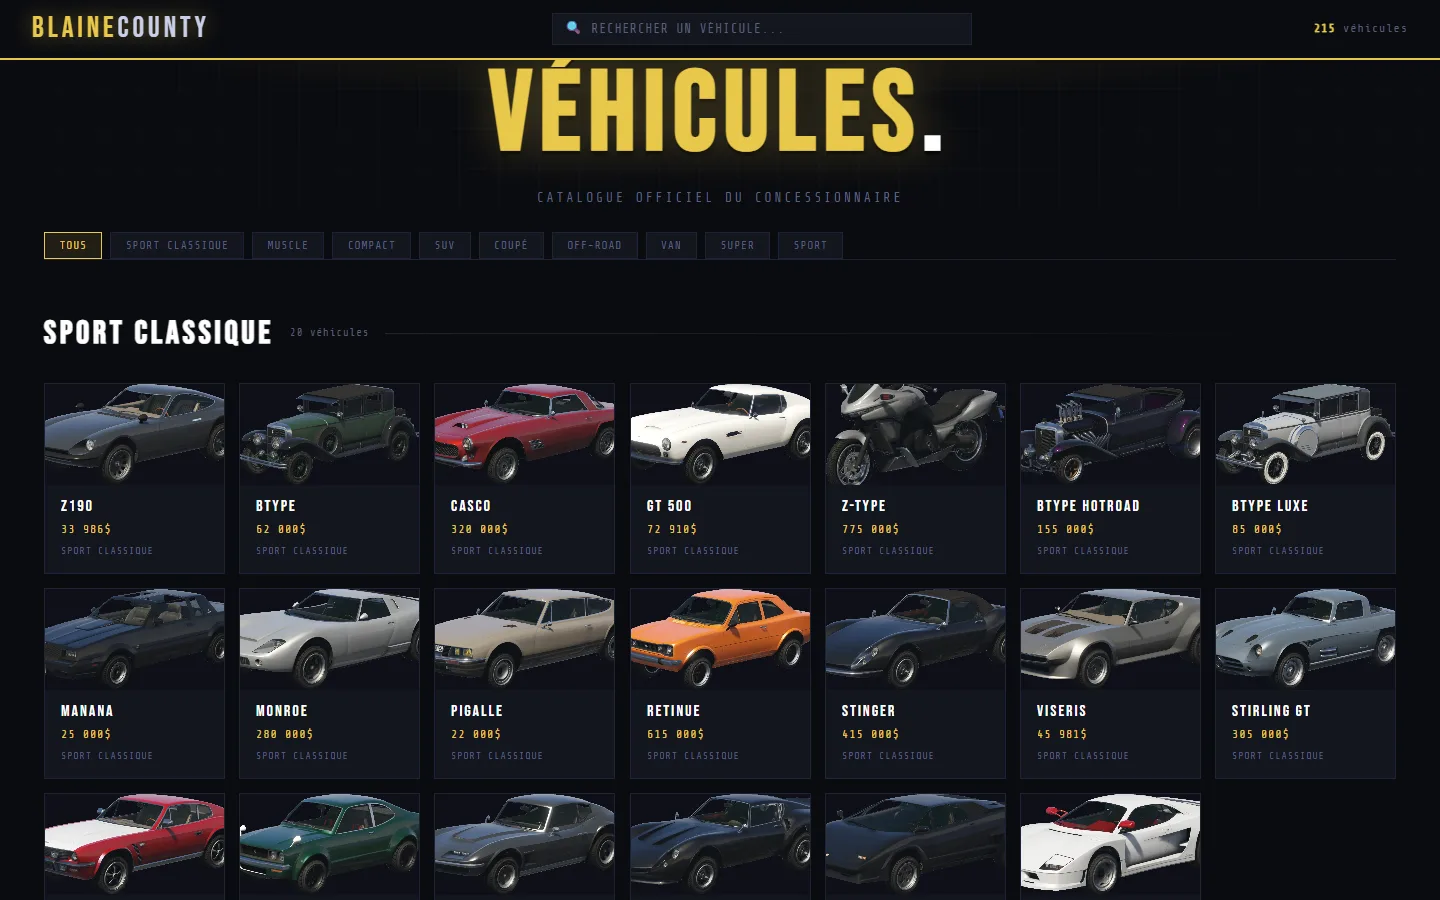 BLAINECOUNTY
RECHERCHER UN VÉHICULE...
215 véhicules
VÉHICULES.
CATALOGUE OFFICIEL DU CONCESSIONNAIRE
TOUS SPORT CLASSIQUE MUSCLE COMPACT SUV COUPÉ OFF-ROAD VAN SUPER SPORT
SPORT CLASSIQUE 20 véhicules
Z190 BTYPE CASCO GT 500 Z-TYPE BTYPE HOTROAD BTYPE LUXE
33 986$ 62 000$ 320 000$ 72 910$ 775 000$ 155 000$ 85 000$
SPORT CLASSIQUE SPORT CLASSIQUE SPORT CLASSIQUE SPORT CLASSIQUE SPORT CLASSIQUE SPORT CLASSIQUE SPORT CLASSIQUE
MANANA MONROE PIGALLE RETINUE STINGER VISERIS STIRLING GT
25 000$ 280 000$ 22 000$ 615 000$ 415 000$ 45 981$ 305 000$
SPORT CLASSIQUE SPORT CLASSIQUE SPORT CLASSIQUE SPORT CLASSIQUE SPORT CLASSIQUE SPORT CLASSIQUE SPORT CLASSIQUE